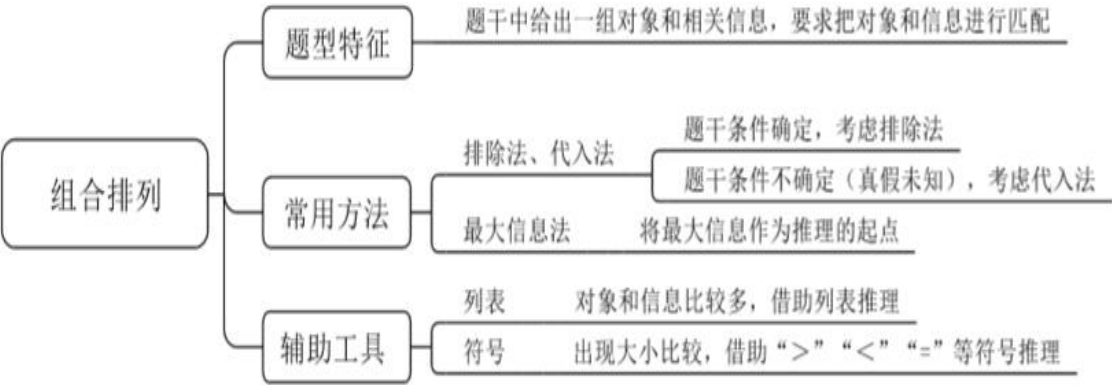 组合排列
题型特征
题干中给出一组对象和相关信息，要求把对象和信息进行匹配
常用方法
排除法、代入法
题干条件确定，考虑排除法
题干条件不确定（真假未知），考虑代入法
最大信息法
将最大信息作为推理的起点
辅助工具
列表
对象和信息比较多，借助列表推理
符号
出现大小比较，借助“＞”“＜”“=”等符号推理